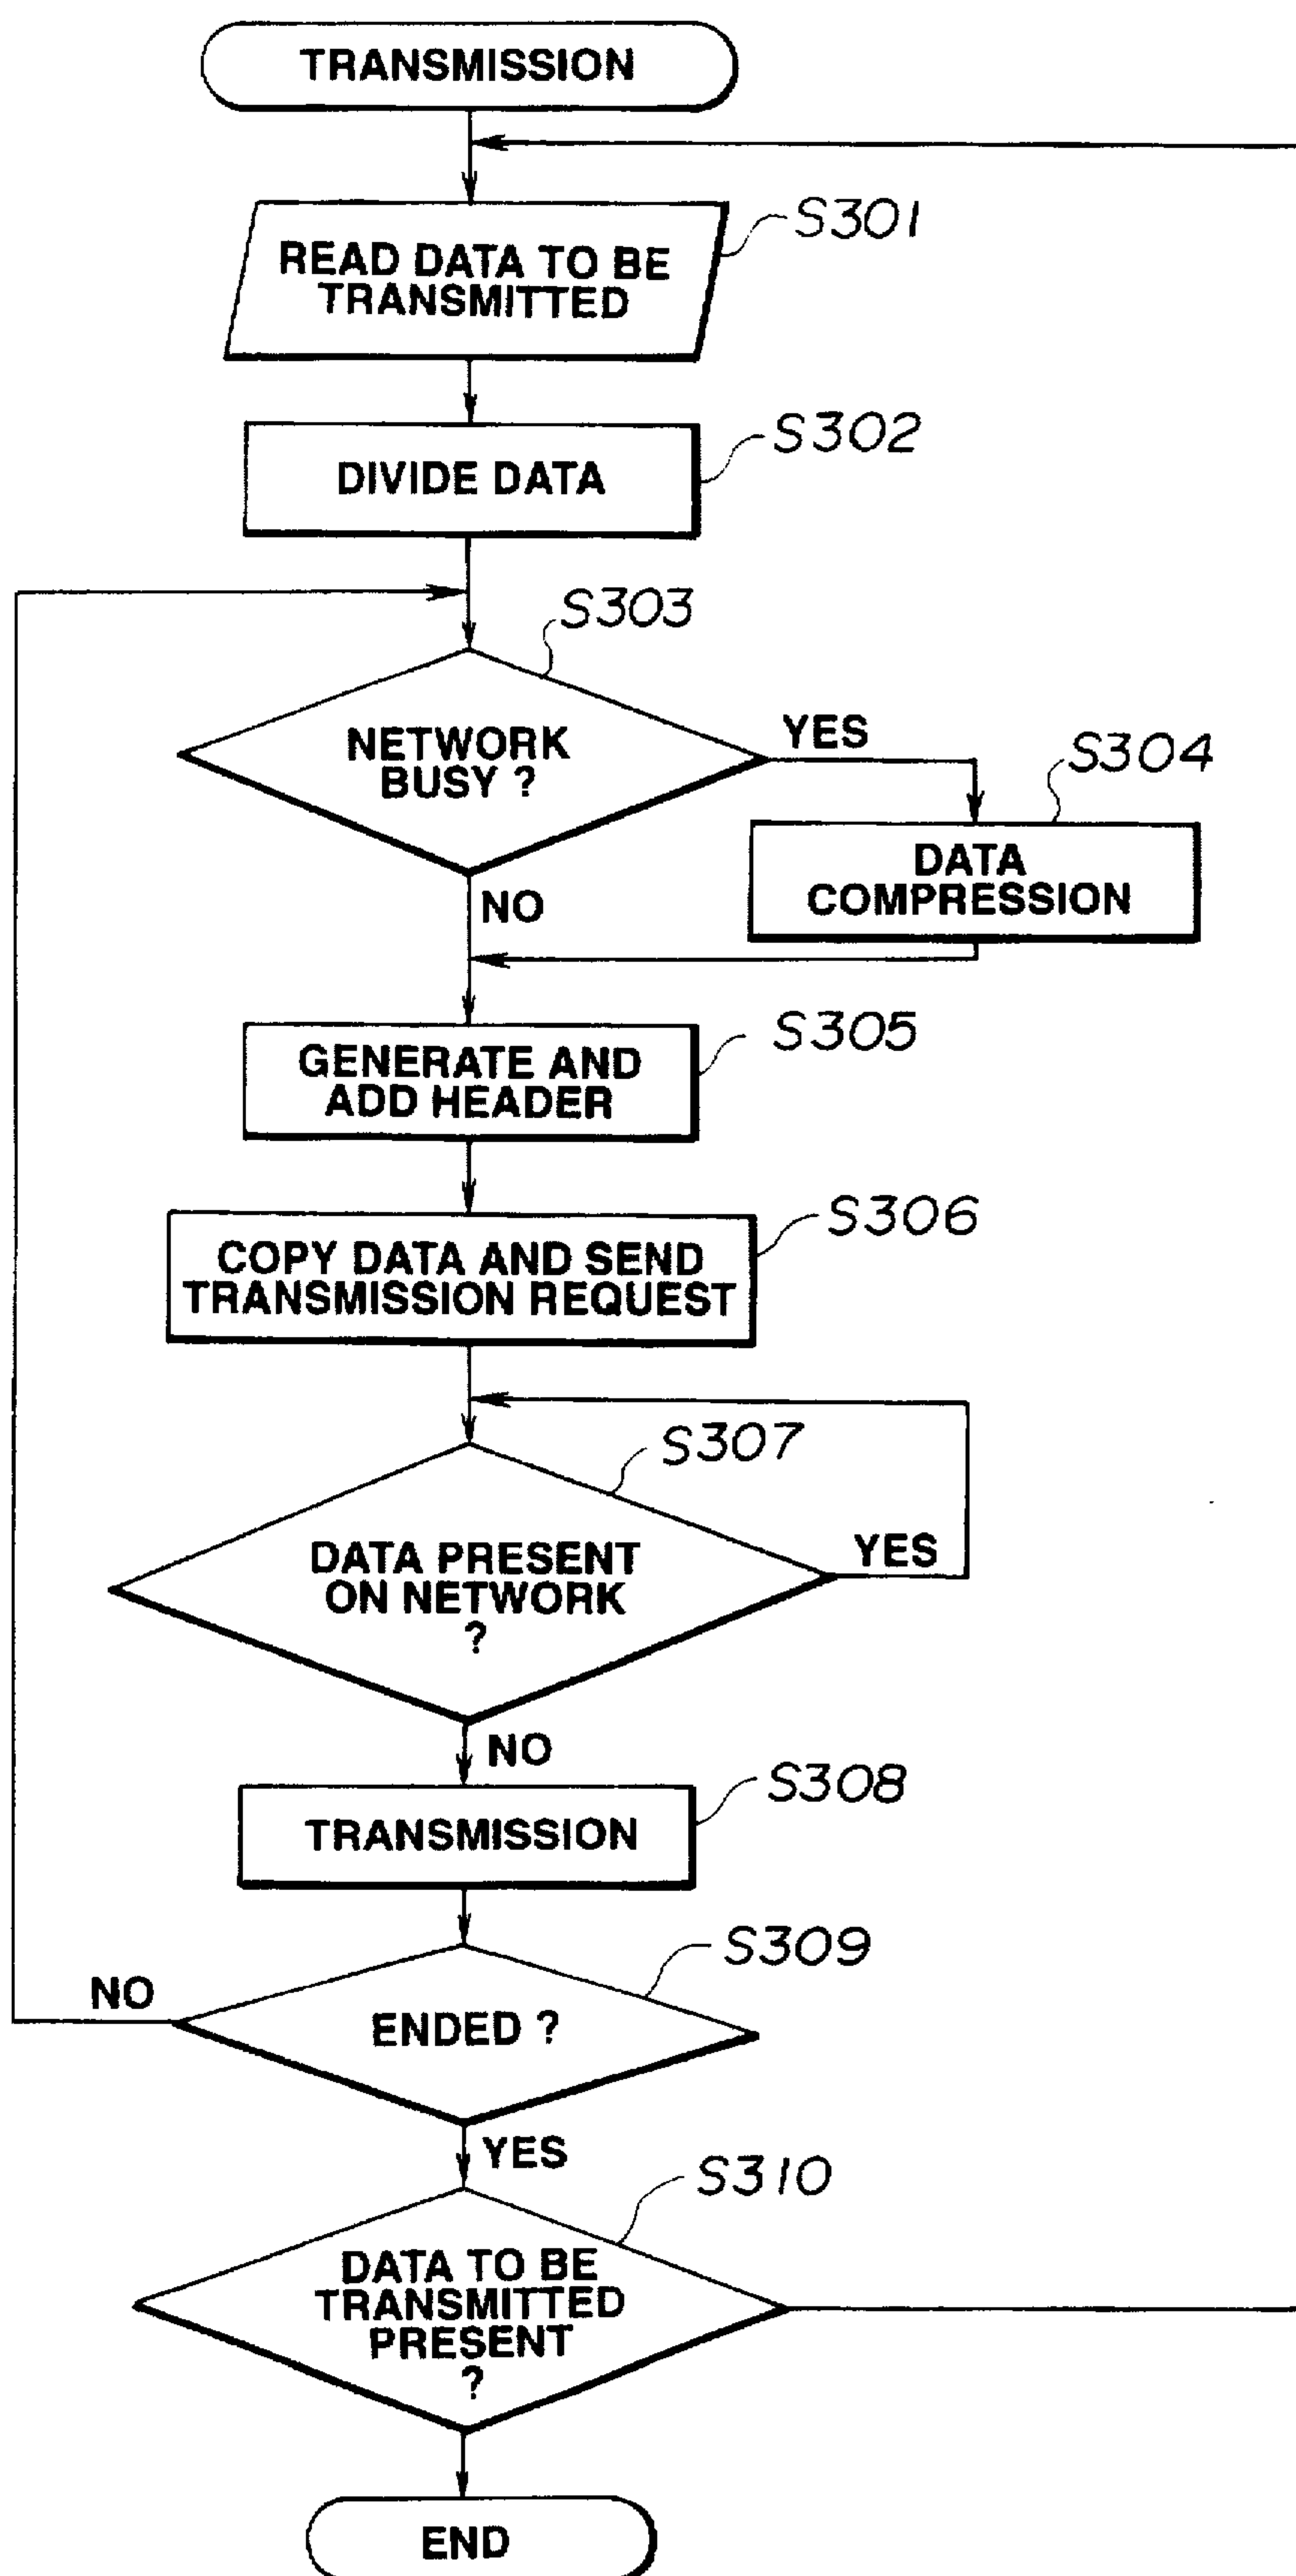 TRANSMISSION
S301
READ DATA TO BE
TRANSMITTED
S302
DIVIDE DATA
S303
NETWORK
BUSY ?
YES
S304
DATA
COMPRESSION
NO
S305
GENERATE AND
ADD HEADER
S306
COPY DATA AND SEND
TRANSMISSION REQUEST
S307
DATA PRESENT
ON NETWORK
?
YES
NO
S308
TRANSMISSION
S309
NO
ENDED ?
YES
S310
DATA TO BE
TRANSMITTED
PRESENT
?
END